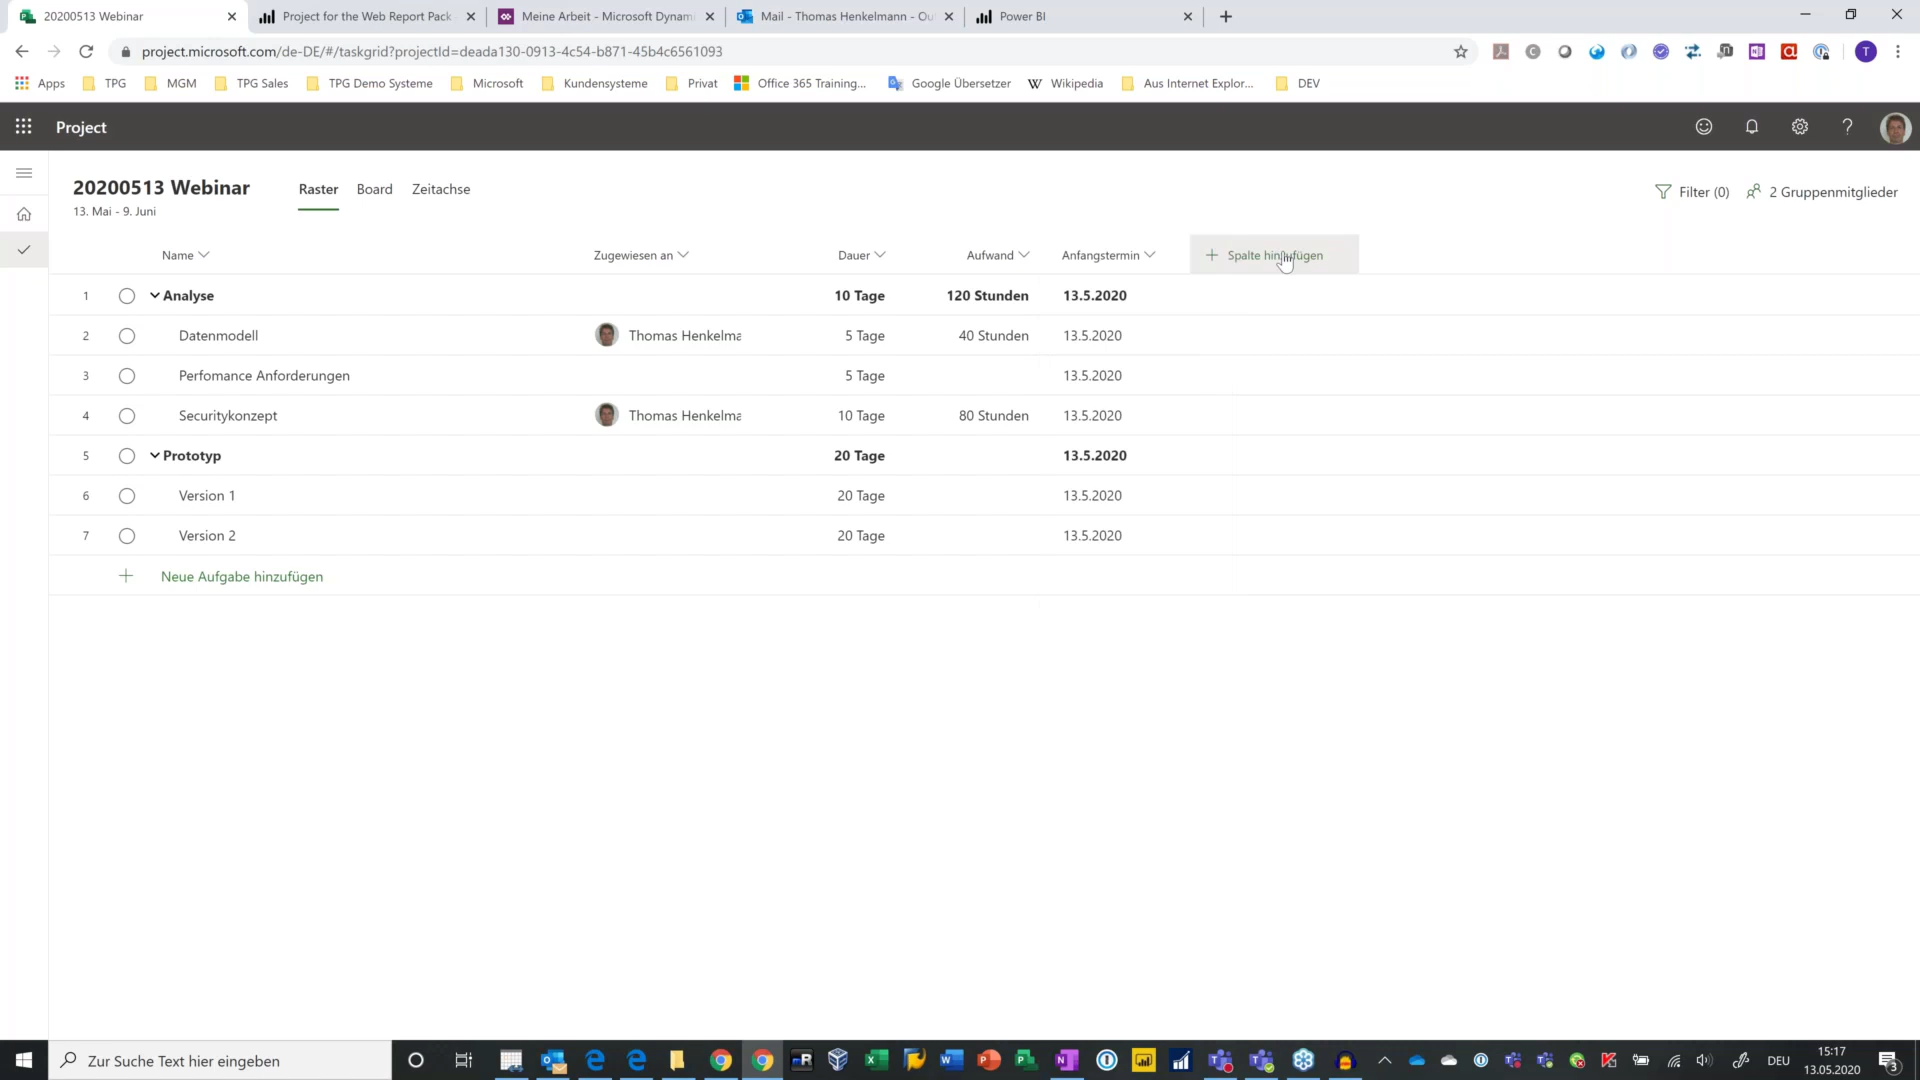 20200513 Webinar
Project for the Web Report Pack
Meine Arbeit - Microsoft Dynami
Mail - Thomas Henkelmann - Ou
Power BI
project.microsoft.com/de-DE/#/taskgrid?projectId=deada130-0913-4c54-b871-45b4c6561093
Apps TPG MGM TPG Sales TPG Demo Systeme Microsoft Kundensysteme Privat Office 365 Training... Google Übersetzer Wikipedia Aus Internet Explor... DEV
Project
20200513 Webinar Raster Board Zeitachse
Filter (0) 2 Gruppenmitglieder
13. Mai - 9. Juni
Name Zugewiesen an Dauer Aufwand Anfangstermin Spalte hinzufügen
1 Analyse 10 Tage 120 Stunden 13.5.2020
2 Datenmodell Thomas Henkelma 5 Tage 40 Stunden 13.5.2020
3 Perfomance Anforderungen 5 Tage 13.5.2020
4 Securitykonzept Thomas Henkelma 10 Tage 80 Stunden 13.5.2020
5 Prototyp 20 Tage 13.5.2020
6 Version 1 20 Tage 13.5.2020
7 Version 2 20 Tage 13.5.2020
Neue Aufgabe hinzufügen
Zur Suche Text hier eingeben
DEU
15:17
13.05.2020
3